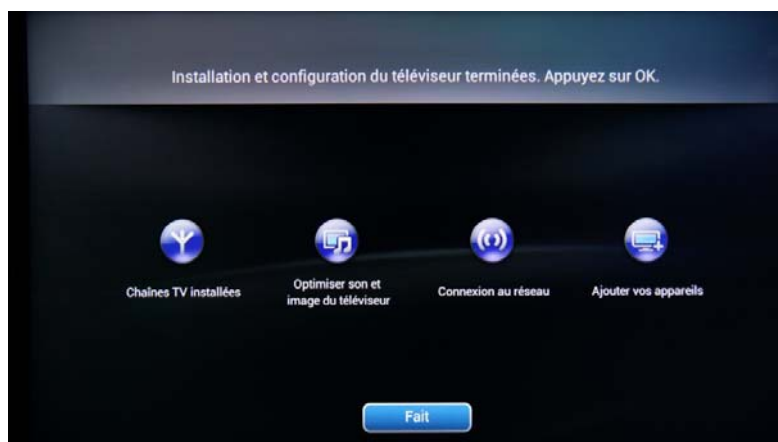 Installation et configuration du téléviseur terminées. Appuyez sur OK.
Chaînes TV installées
Optimiser son et
image du téléviseur
Connexion au réseau
Ajouter vos appareils
Fait